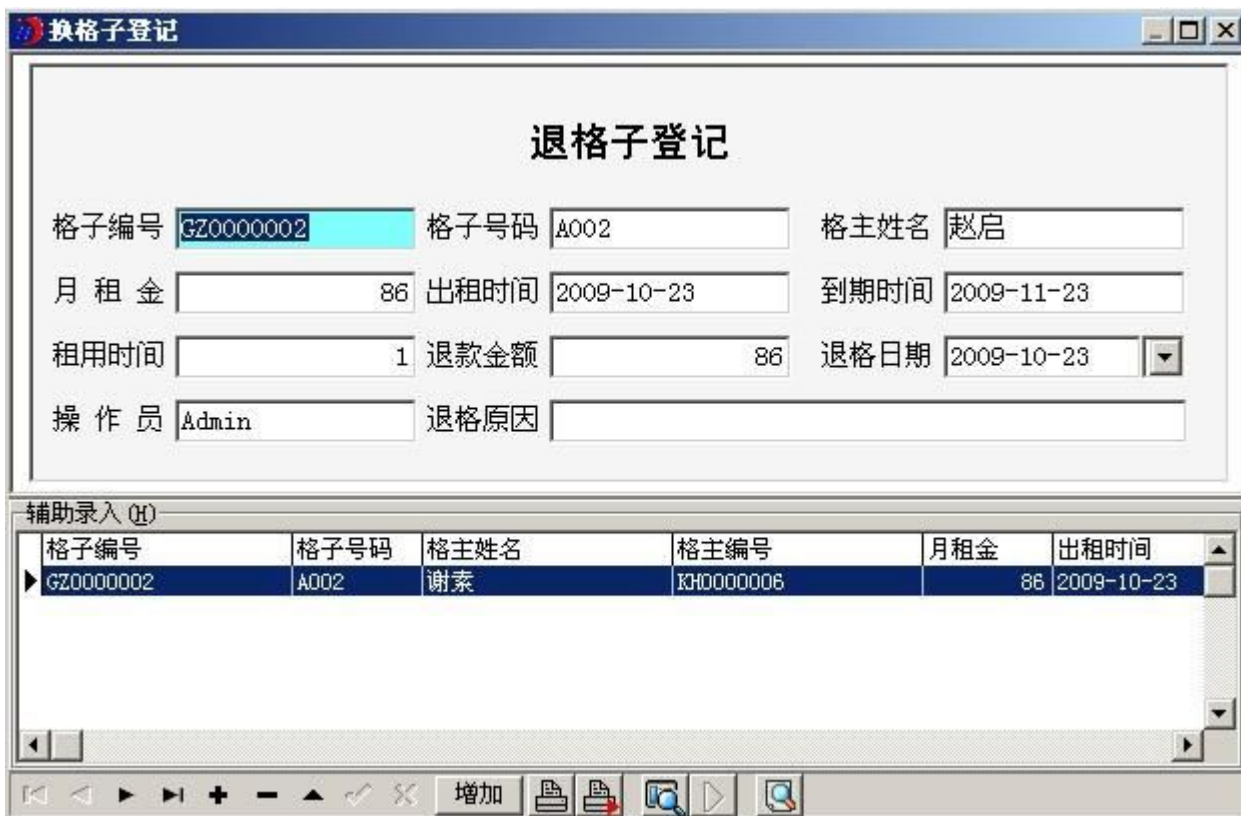 换格子登记
退格子登记
格子编号 GZ0000002 格子号码 A002 格主姓名 赵启
月 租 金 86 出租时间 2009-10-23 到期时间 2009-11-23
租用时间 1 退款金额 86 退格日期 2009-10-23
操 作 员 Admin 退格原因
辅助录入(H)
格子编号 格子号码 格主姓名 格主编号 月租金 出租时间
GZ0000002 A002 谢素 KH0000006 86 2009-10-23
增加